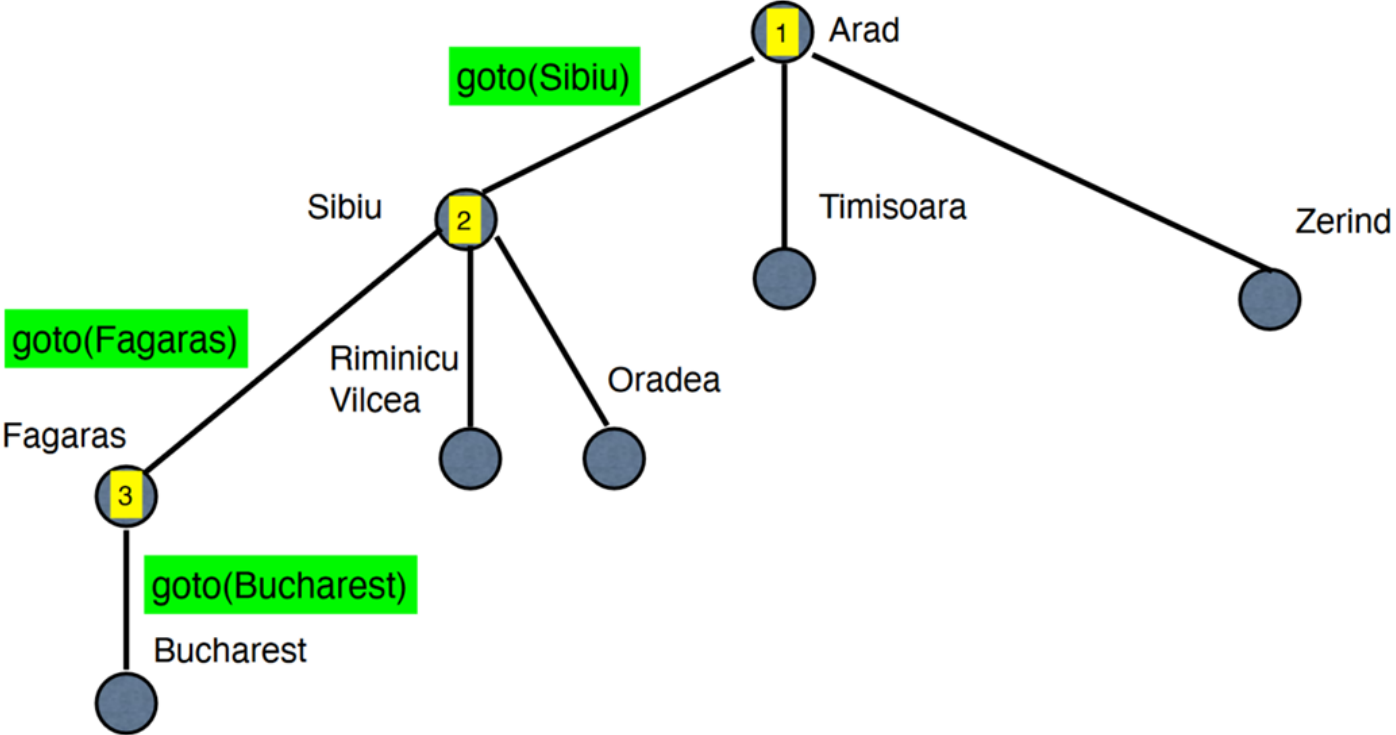 1
Arad
goto(Sibiu)
Sibiu
2
Timisoara
Zerind
goto(Fagaras)
Riminicu
Vilcea
Oradea
Fagaras
3
goto(Bucharest)
Bucharest